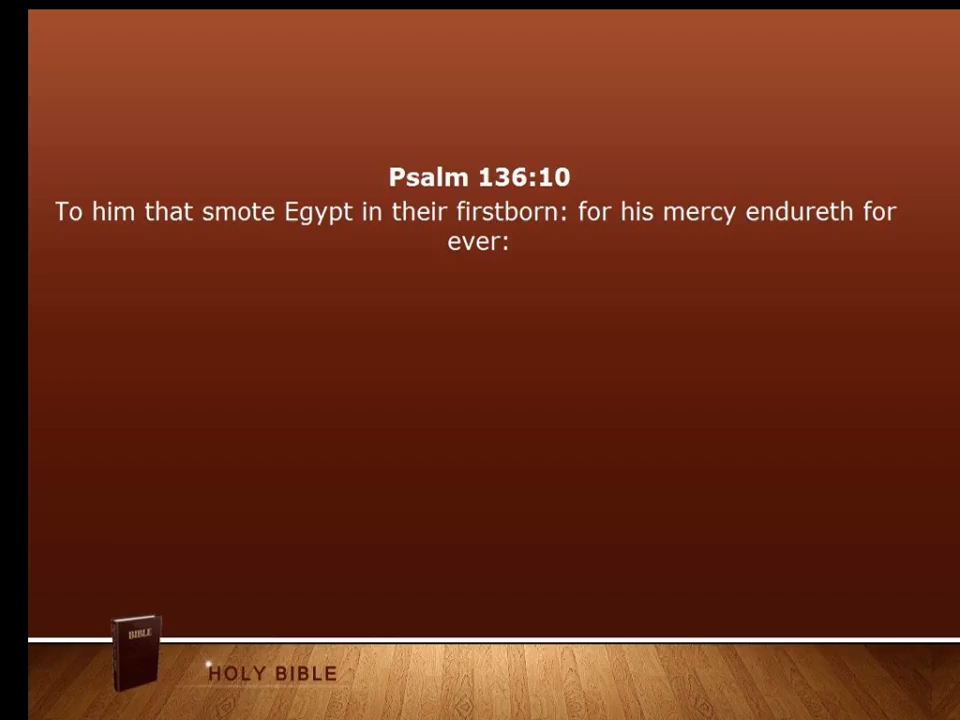 Psalm 136:10
To him that smote Egypt in their firstborn: for his mercy endureth for
ever:
BIBLE
HOLY BIBLE